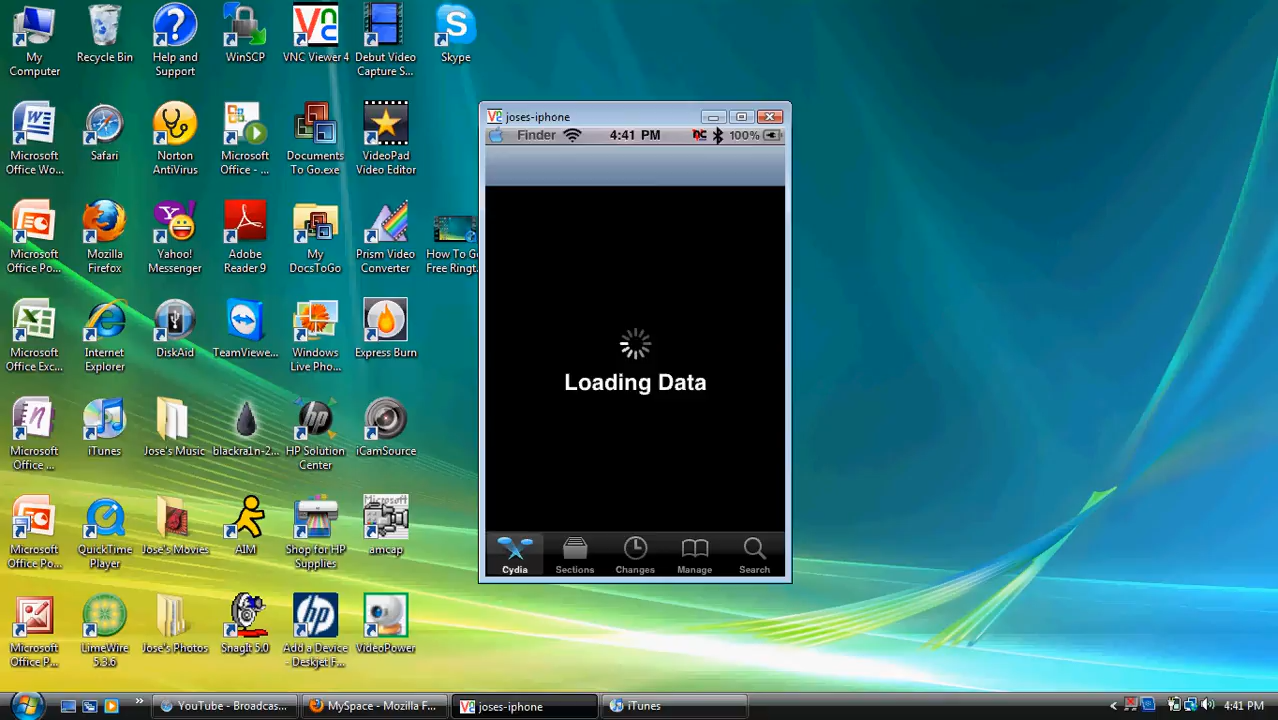 My
Computer
Recycle Bin
Help and
Support
WinSCP
VNC Viewer 4
Debut Video
Capture S...
Skype
Microsoft
Office Wo...
Safari
Norton
AntiVirus
Microsoft
Office - ...
Documents
To Go.exe
VideoPad
Video Editor
Microsoft
Office Po...
Mozilla
Firefox
Yahoo!
Messenger
Adobe
Reader 9
My
DocsToGo
Prism Video
Converter
How To Ge
Free Ringt.
Microsoft
Office Exc...
Internet
Explorer
DiskAid
TeamViewe...
Windows
Live Pho...
Express Burn
Microsoft
Office ...
iTunes
Jose's Music
blackra1n-2...
HP Solution
Center
iCamSource
Microsoft
Office Po...
QuickTime
Player
Jose's Movies
AIM
Shop for HP
Supplies
Microsoft
amcap
Microsoft
Office P...
LimeWire
5.3.6
Jose's Photos
SnagIt 5.0
Add a Device
- Deskjet F...
VideoPower
joses-iphone
Finder
4:41 PM
100%
Loading Data
Cydia
Sections
Changes
Manage
Search
YouTube - Broadcas...
MySpace - Mozilla F...
joses-iphone
iTunes
4:41 PM